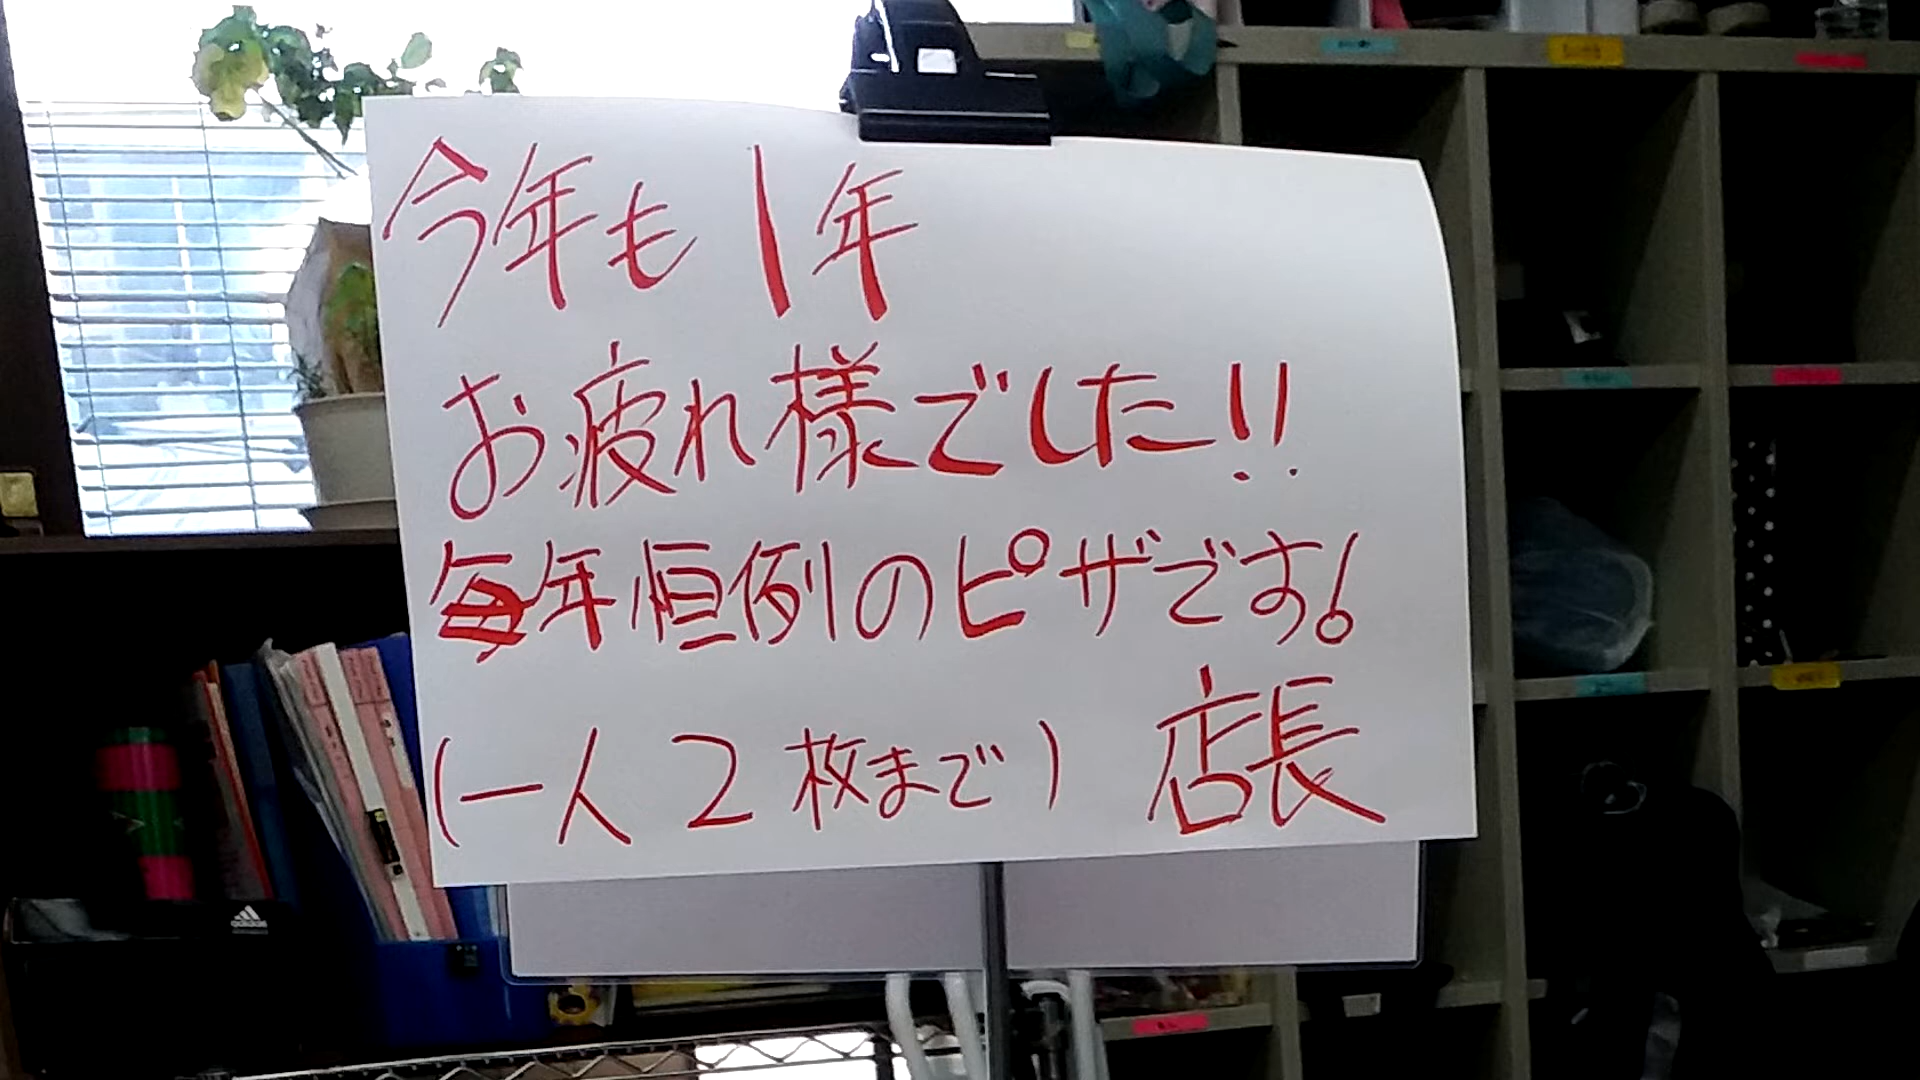 今年も1年
お疲れ様でした!!
毎年恒例のピザです!
(一人2枚まで) 店長
adidas